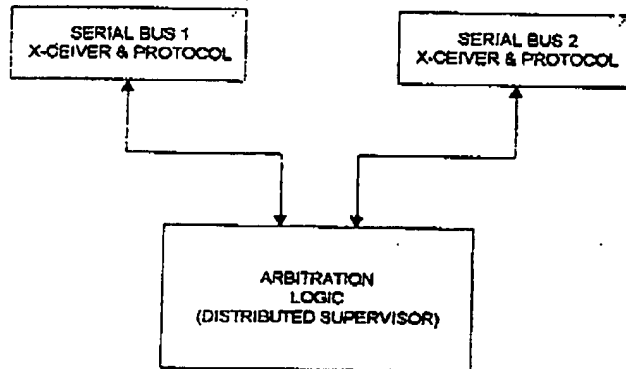 SERIAL BUS 1
X-CEIVER & PROTOCOL
SERIAL BUS 2
X-CEIVER & PROTOCOL
ARBITRATION
LOGIC
(DISTRIBUTED SUPERVISOR)